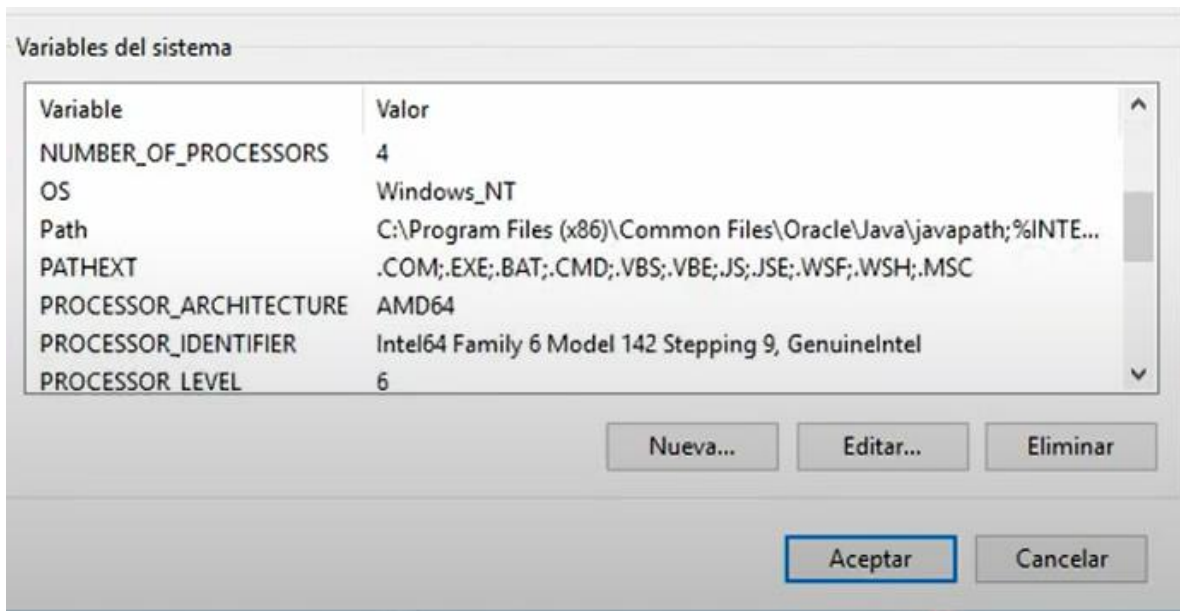 Variables del sistema
Variable Valor
NUMBER_OF_PROCESSORS 4
OS Windows_NT
Path C:\Program Files (x86)\Common Files\Oracle\Java\javapath;%INTE...
PATHEXT .COM;.EXE;.BAT;.CMD;.VBS;.VBE;.JS;.JSE;.WSF;.WSH;.MSC
PROCESSOR_ARCHITECTURE AMD64
PROCESSOR_IDENTIFIER Intel64 Family 6 Model 142 Stepping 9, GenuineIntel
PROCESSOR_LEVEL 6
Nueva... Editar... Eliminar
Aceptar Cancelar